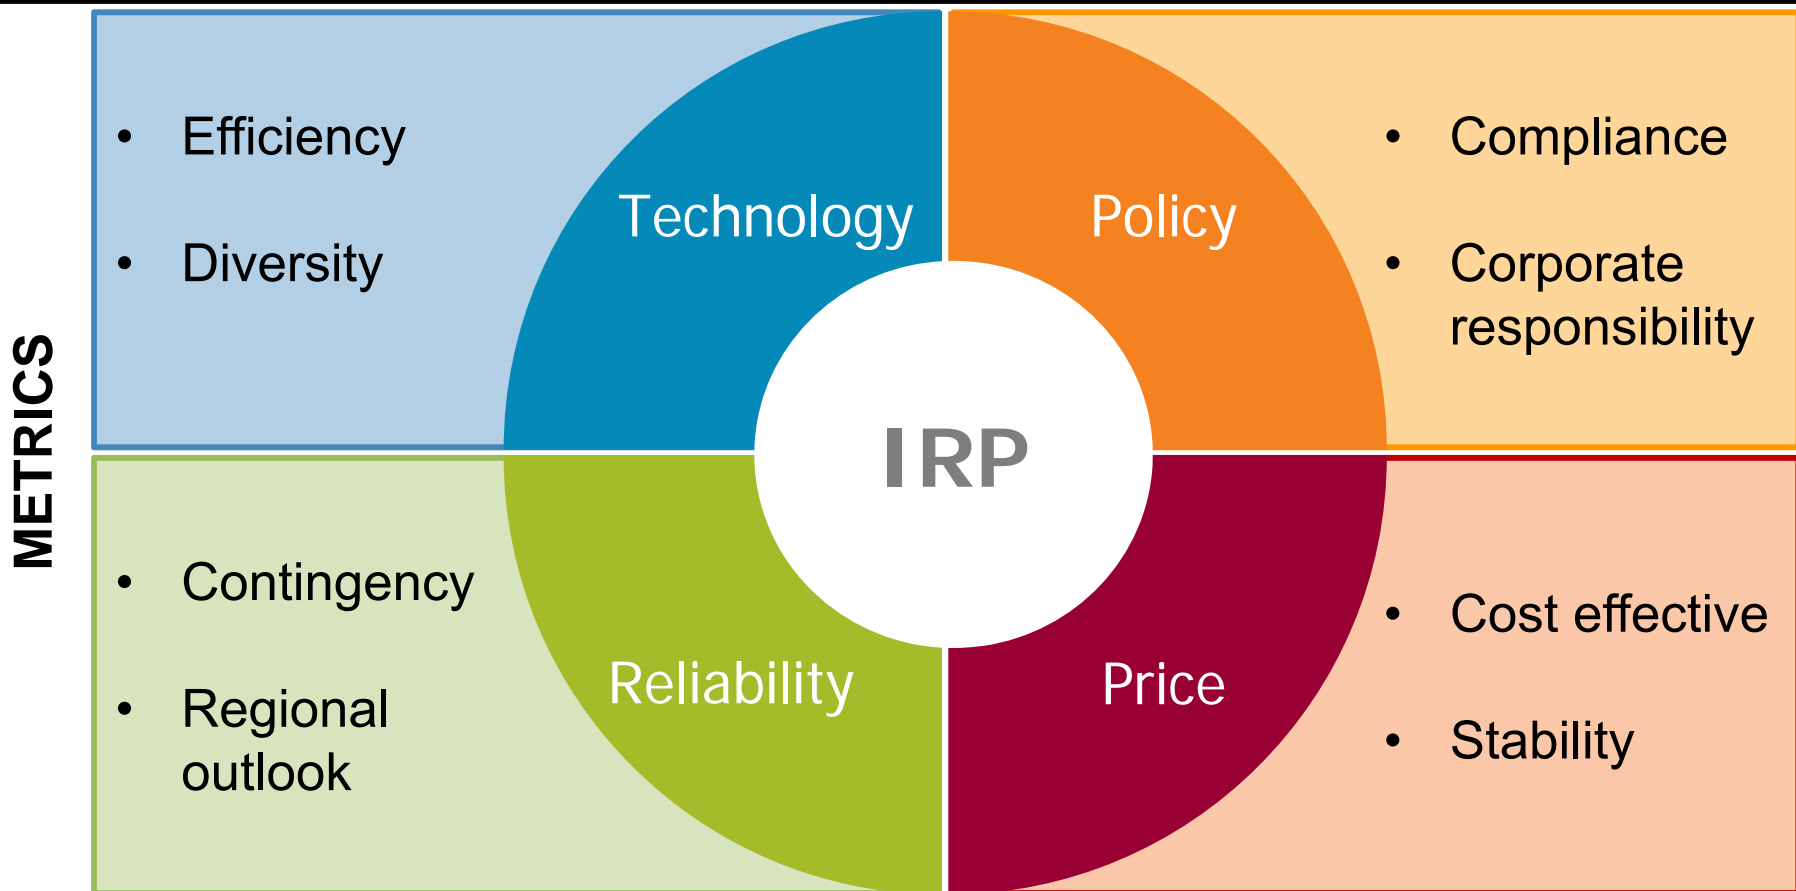 METRICS
• Efficiency
• Diversity
Technology
Policy
• Compliance
• Corporate
responsibility
IRP
• Contingency
• Regional
outlook
Reliability
Price
• Cost effective
• Stability